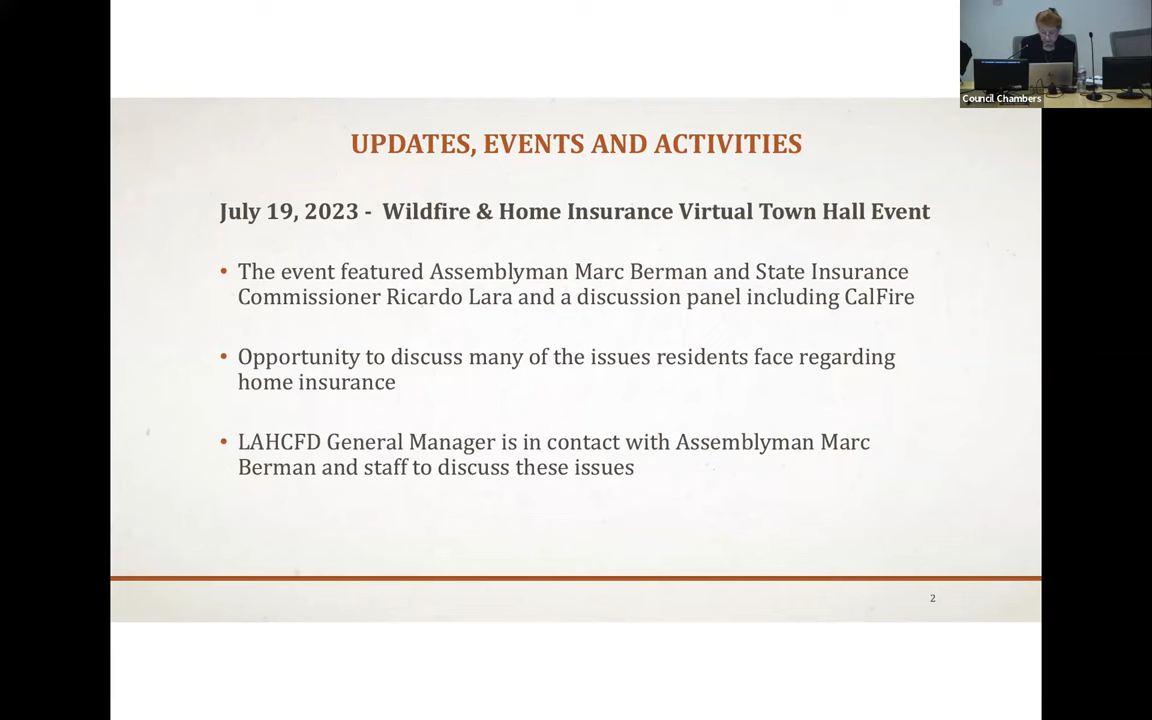 Council Chambers
UPDATES, EVENTS AND ACTIVITIES
July 19, 2023 - Wildfire & Home Insurance Virtual Town Hall Event
• The event featured Assemblyman Marc Berman and State Insurance
Commissioner Ricardo Lara and a discussion panel including CalFire
• Opportunity to discuss many of the issues residents face regarding
home insurance
• LAHCFD General Manager is in contact with Assemblyman Marc
Berman and staff to discuss these issues
2